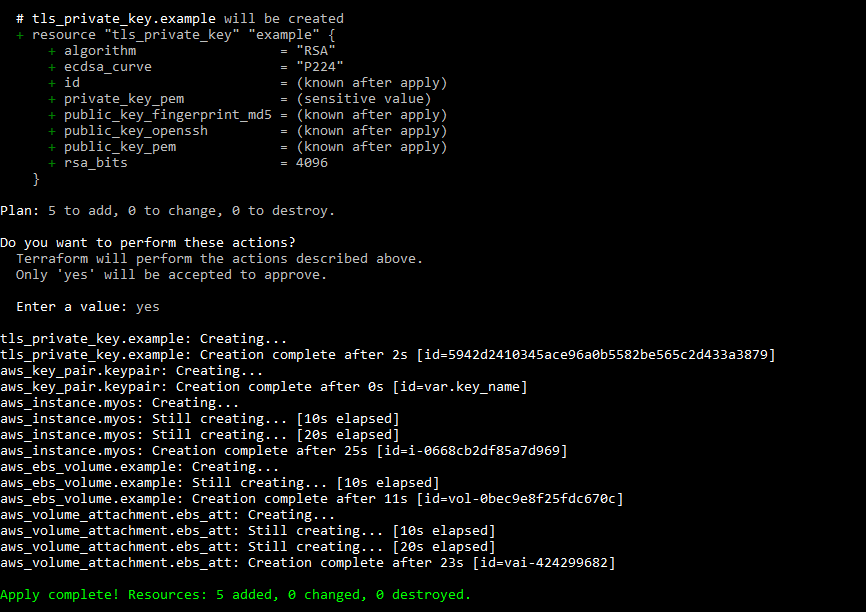 # tls_private_key.example will be created
+ resource "tls_private_key" "example" {
+ algorithm = "RSA"
+ ecdsa_curve = "P224"
+ id = (known after apply)
+ private_key_pem = (sensitive value)
+ public_key_fingerprint_md5 = (known after apply)
+ public_key_openssh = (known after apply)
+ public_key_pem = (known after apply)
+ rsa_bits = 4096
}
Plan: 5 to add, 0 to change, 0 to destroy.
Do you want to perform these actions?
Terraform will perform the actions described above.
Only 'yes' will be accepted to approve.
Enter a value: yes
tls_private_key.example: Creating...
tls_private_key.example: Creation complete after 2s [id=5942d2410345ace96a0b5582be565c2d433a3879]
aws_key_pair.keypair: Creating...
aws_key_pair.keypair: Creation complete after 0s [id=var.key_name]
aws_instance.myos: Creating...
aws_instance.myos: Still creating... [10s elapsed]
aws_instance.myos: Still creating... [20s elapsed]
aws_instance.myos: Creation complete after 25s [id=i-0668cb2df85a7d969]
aws_ebs_volume.example: Creating...
aws_ebs_volume.example: Still creating... [10s elapsed]
aws_ebs_volume.example: Creation complete after 11s [id=vol-0bec9e8f25fdc670c]
aws_volume_attachment.ebs_att: Creating...
aws_volume_attachment.ebs_att: Still creating... [10s elapsed]
aws_volume_attachment.ebs_att: Still creating... [20s elapsed]
aws_volume_attachment.ebs_att: Creation complete after 23s [id=vai-424299682]
Apply complete! Resources: 5 added, 0 changed, 0 destroyed.